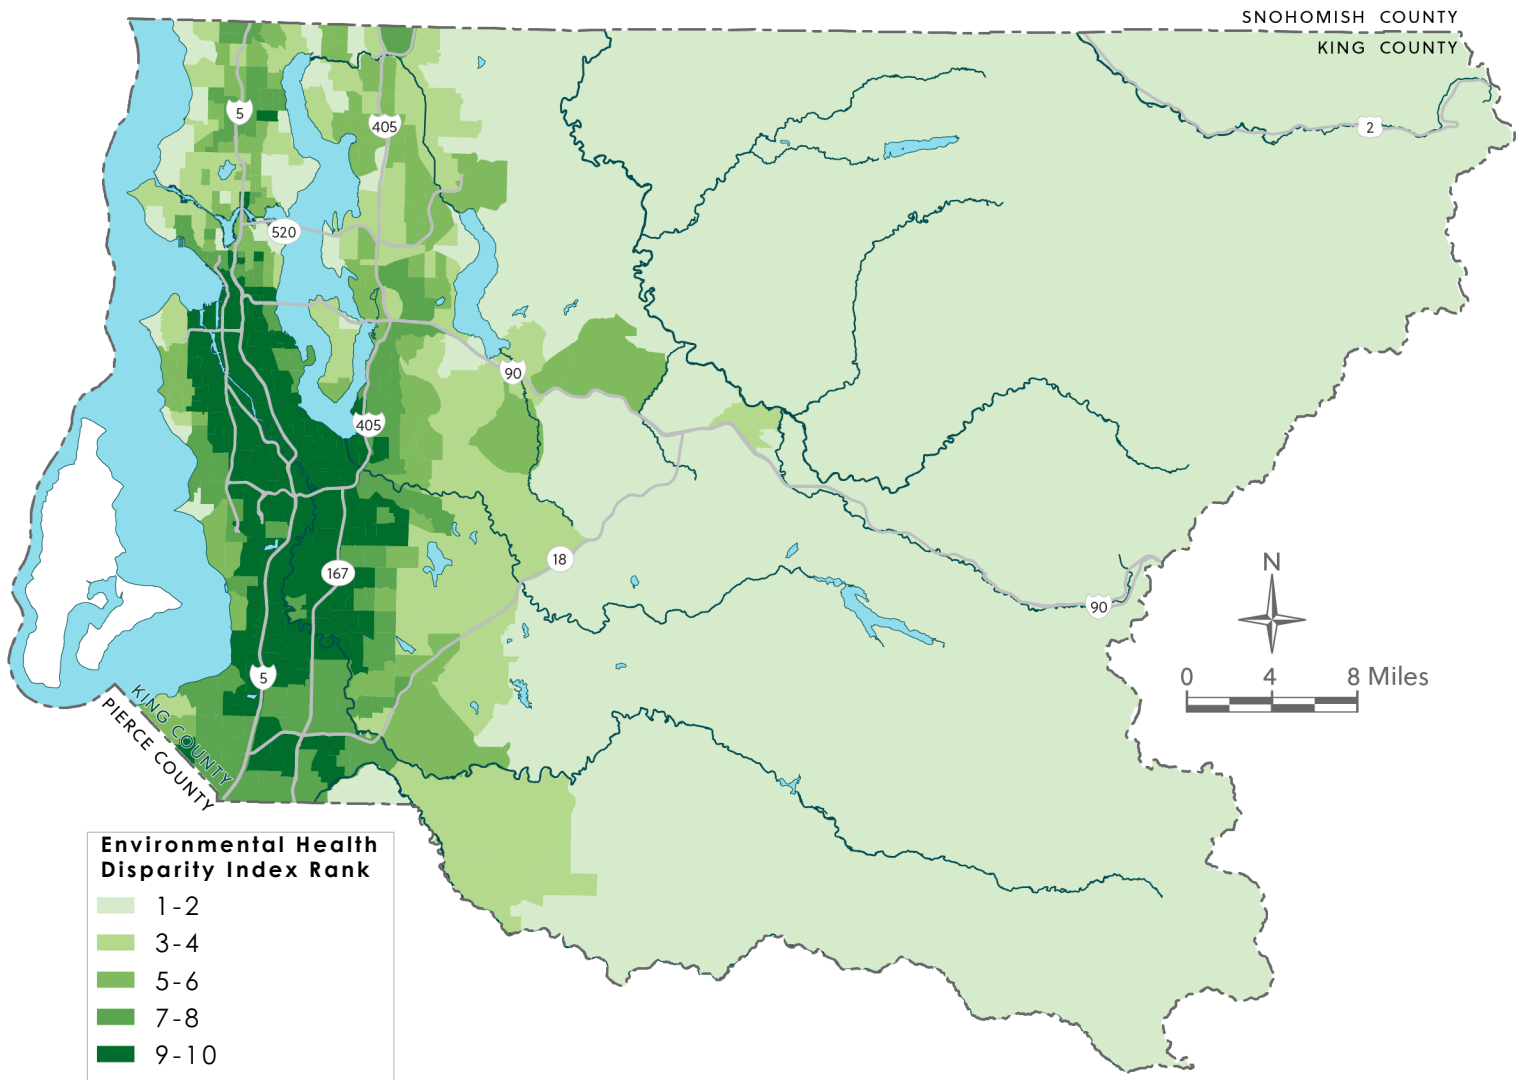 SNOHOMISH COUNTY
KING COUNTY
5
405
2
520
90
405
18
167
90
5
N
0 4 8 Miles
KING COUNTY
PIERCE COUNTY
Environmental Health
Disparity Index Rank
1-2
3-4
5-6
7-8
9-10